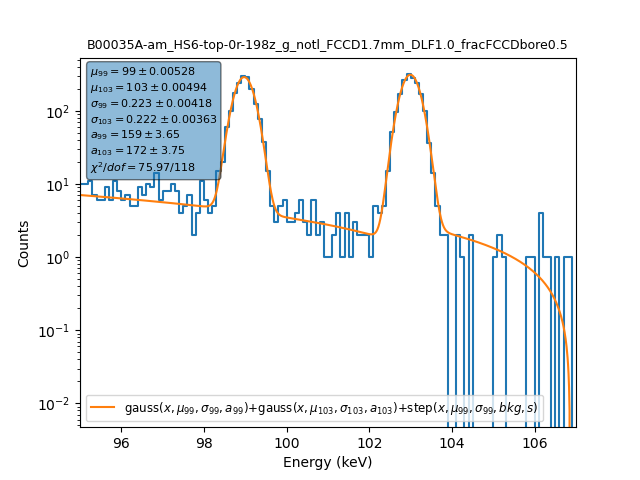 B00035A-am_HS6-top-0r-198z_g_notl_FCCD1.7mm_DLF1.0_fracFCCDbore0.5
μ₉₉ = 99 ± 0.00528
μ₁₀₃ = 103 ± 0.00494
σ₉₉ = 0.223 ± 0.00418
σ₁₀₃ = 0.222 ± 0.00363
a₉₉ = 159 ± 3.65
a₁₀₃ = 172 ± 3.75
χ²/dof = 75.97/118
10²
10¹
10⁰
10⁻¹
10⁻²
Counts
gauss(x, μ₉₉, σ₉₉, a₉₉)+gauss(x, μ₁₀₃, σ₁₀₃, a₁₀₃)+step(x, μ₉₉, σ₉₉, bkg, s)
96 98 100 102 104 106
Energy (keV)